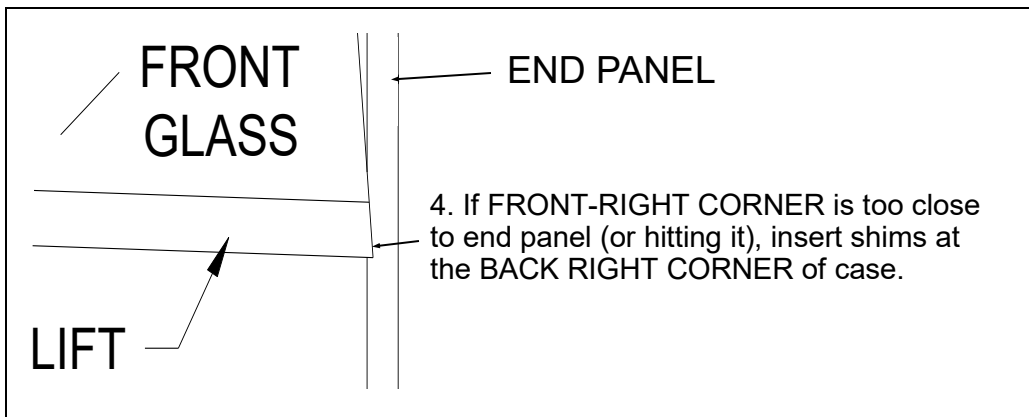 FRONT
GLASS
END PANEL
4. If FRONT-RIGHT CORNER is too close
to end panel (or hitting it), insert shims at
the BACK RIGHT CORNER of case.
LIFT